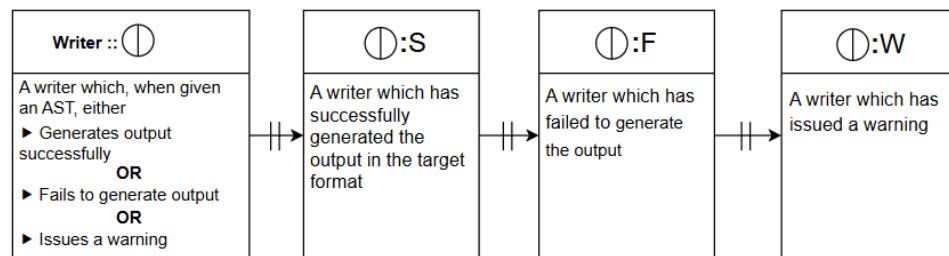 Writer ::
A writer which, when given
an AST, either
▶ Generates output
successfully
OR
▶ Fails to generate output
OR
▶ Issues a warning
:S
A writer which has
successfully
generated the
output in the target
format
:F
A writer which has
failed to generate
the output
:W
A writer which has
issued a warning